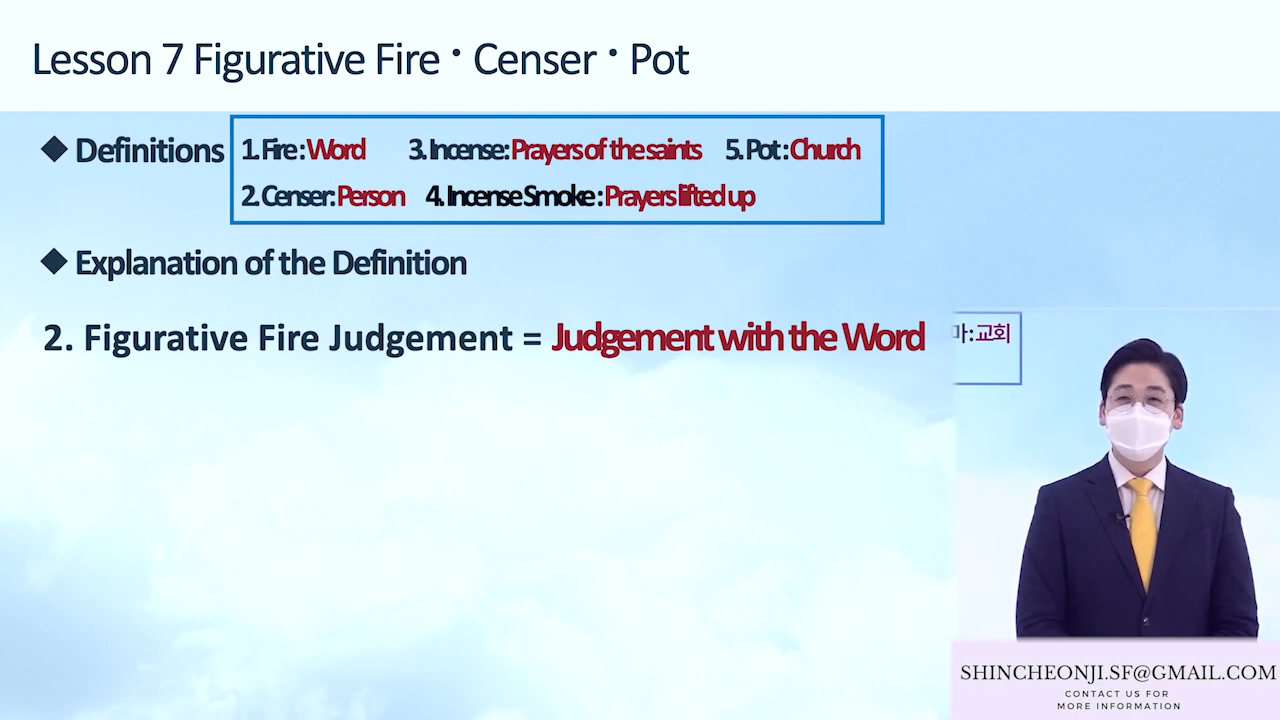 Lesson 7 Figurative Fire · Censer · Pot
◆ Definitions
1. Fire : Word 3. Incense : Prayers of the saints 5. Pot : Church
2. Censer : Person 4. Incense Smoke : Prayers lifted up
◆ Explanation of the Definition
2. Figurative Fire Judgement = Judgement with the Word
마:교회
SHINCHEONJI.SF@GMAIL.COM
CONTACT US FOR
MORE INFORMATION